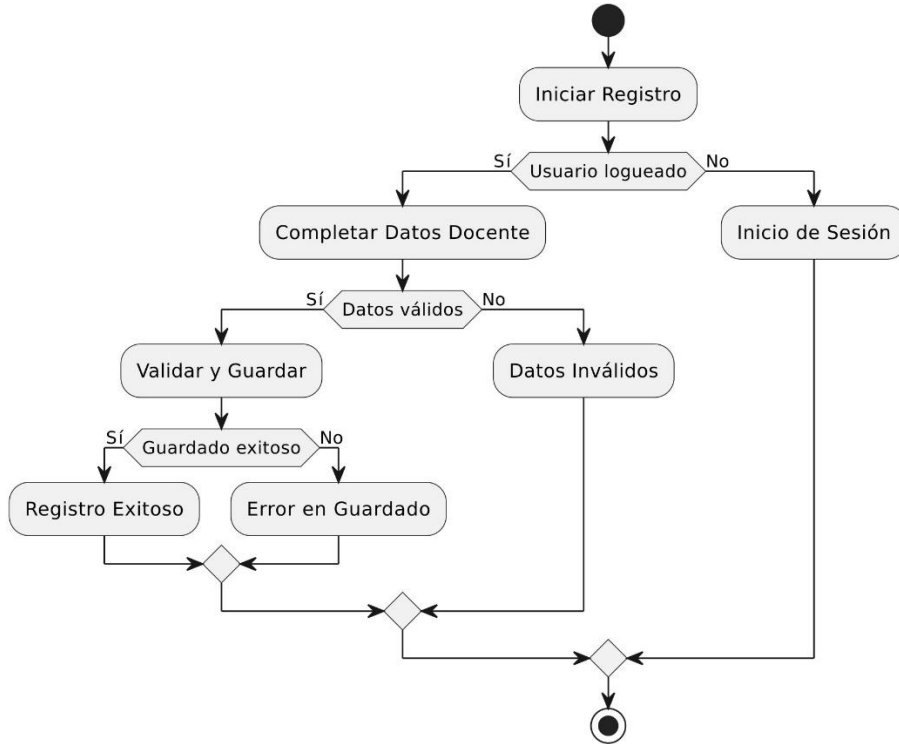 Iniciar Registro
Sí
Usuario logueado
No
Completar Datos Docente
Inicio de Sesión
Sí
Datos válidos
No
Validar y Guardar
Datos Inválidos
Sí
Guardado exitoso
No
Registro Exitoso
Error en Guardado